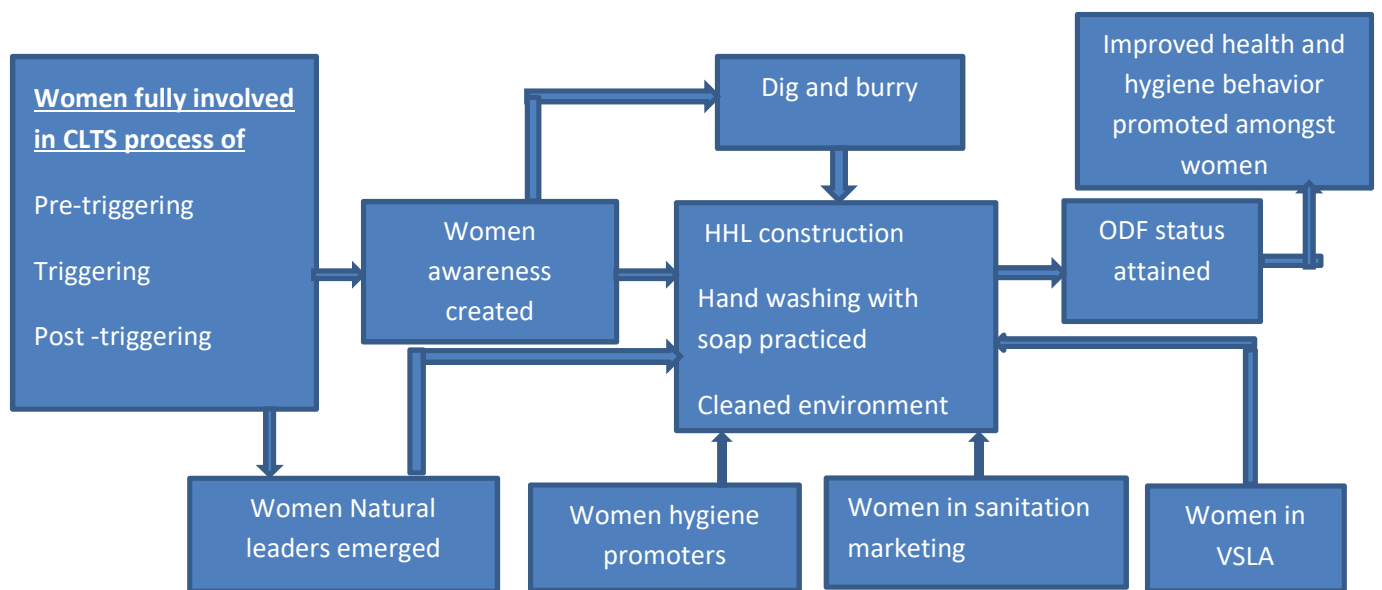 Women fully involved
in CLTS process of
Pre-triggering
Triggering
Post -triggering
Women
awareness
created
Dig and burry
HHL construction
Hand washing with
soap practiced
Cleaned environment
ODF status
attained
Improved health and
hygiene behavior
promoted amongst
women
Women Natural
leaders emerged
Women hygiene
promoters
Women in sanitation
marketing
Women in
VSLA